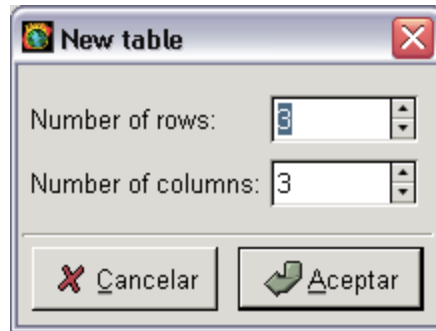 New table
Number of rows: 3
Number of columns: 3
Cancelar Aceptar